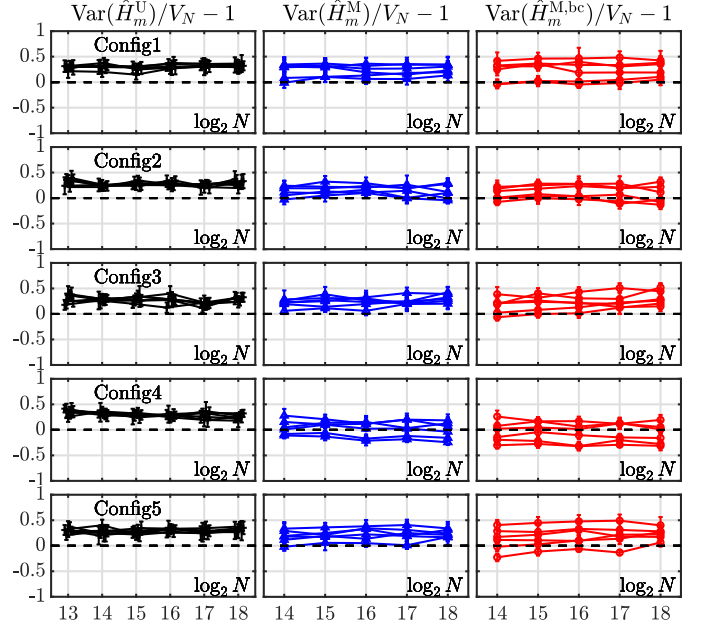 Var(Ĥ_m^U)/V_N − 1 Var(Ĥ_m^M)/V_N − 1 Var(Ĥ_m^{M,bc})/V_N − 1
1
Config1
0.5
0
-0.5
log₂ N log₂ N log₂ N
-1
1
Config2
0.5
0
-0.5
log₂ N log₂ N log₂ N
-1
1
Config3
0.5
0
-0.5
log₂ N log₂ N log₂ N
-1
1
Config4
0.5
0
-0.5
log₂ N log₂ N log₂ N
-1
1
Config5
0.5
0
-0.5
log₂ N log₂ N log₂ N
-1
13 14 15 16 17 18 14 15 16 17 18 14 15 16 17 18